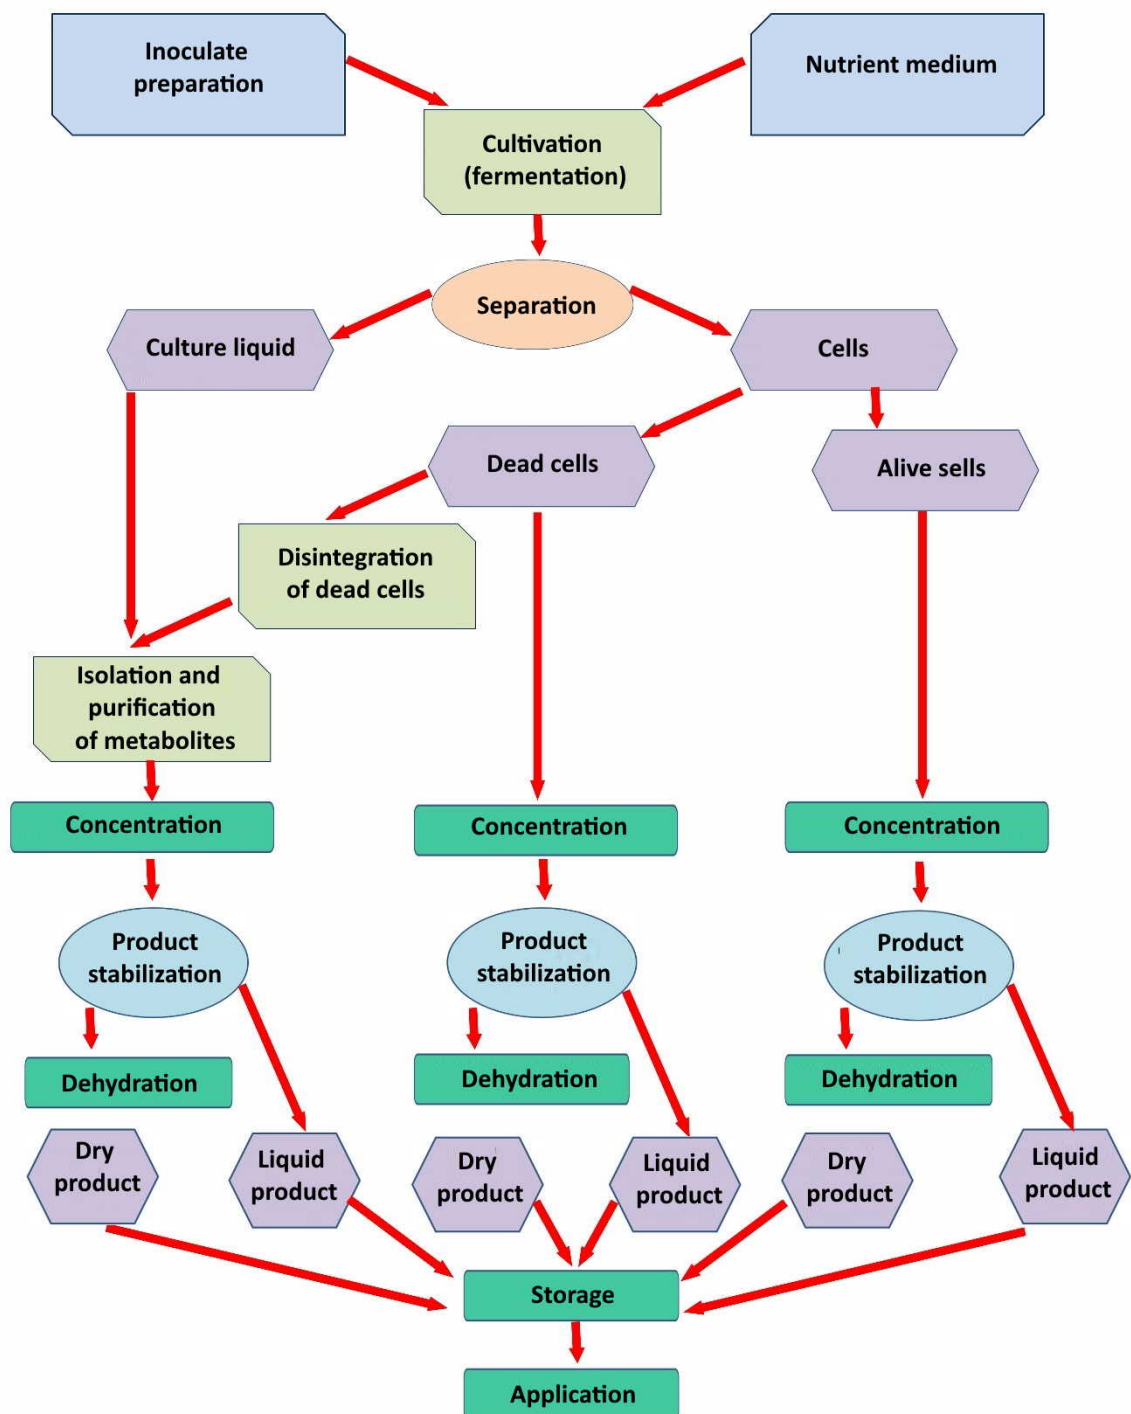 Inoculate
preparation
Nutrient medium
Cultivation
(fermentation)
Separation
Culture liquid
Cells
Dead cells
Alive sells
Disintegration
of dead cells
Isolation and
purification
of metabolites
Concentration
Concentration
Concentration
Product
stabilization
Product
stabilization
Product
stabilization
Dehydration
Dehydration
Dehydration
Dry
product
Liquid
product
Dry
product
Liquid
product
Dry
product
Liquid
product
Storage
Application